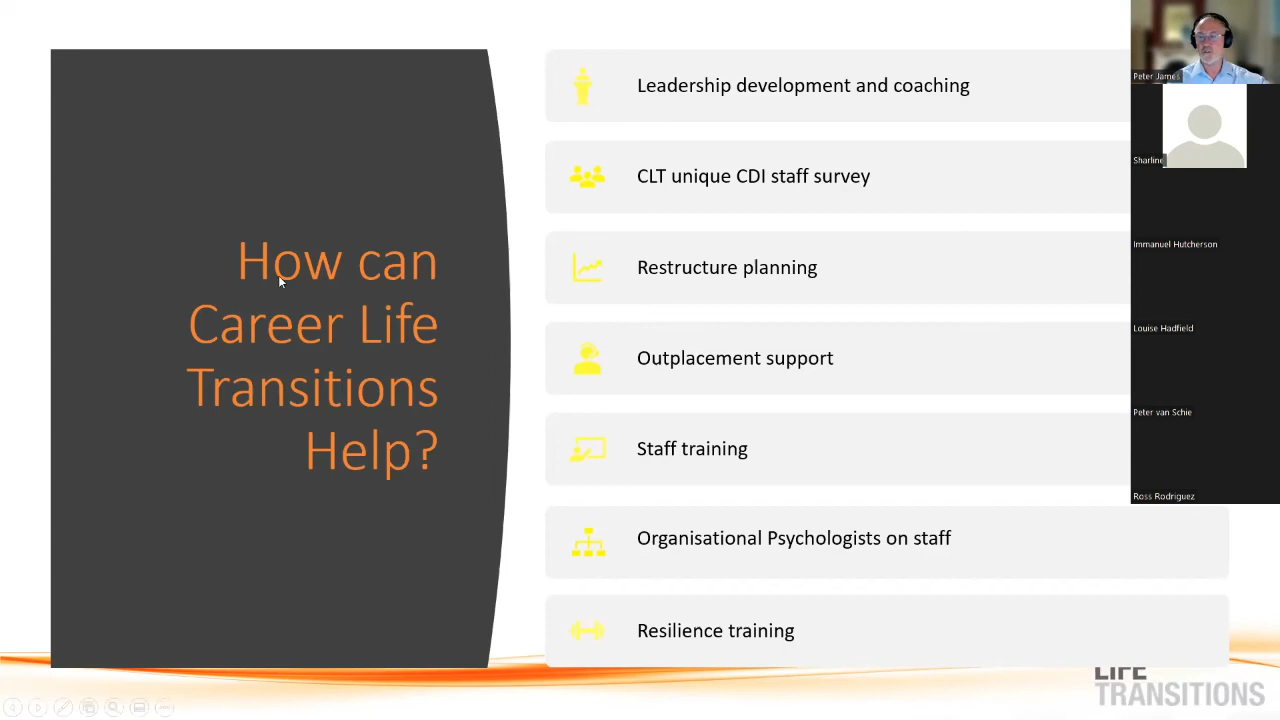 How can
Career Life
Transitions
Help?
Leadership development and coaching
CLT unique CDI staff survey
Restructure planning
Outplacement support
Staff training
Organisational Psychologists on staff
Resilience training
Peter James
Sharline
Immanuel Hutcherson
Louise Hadfield
Peter van Schie
Ross Rodriguez
LIFE
TRANSITIONS